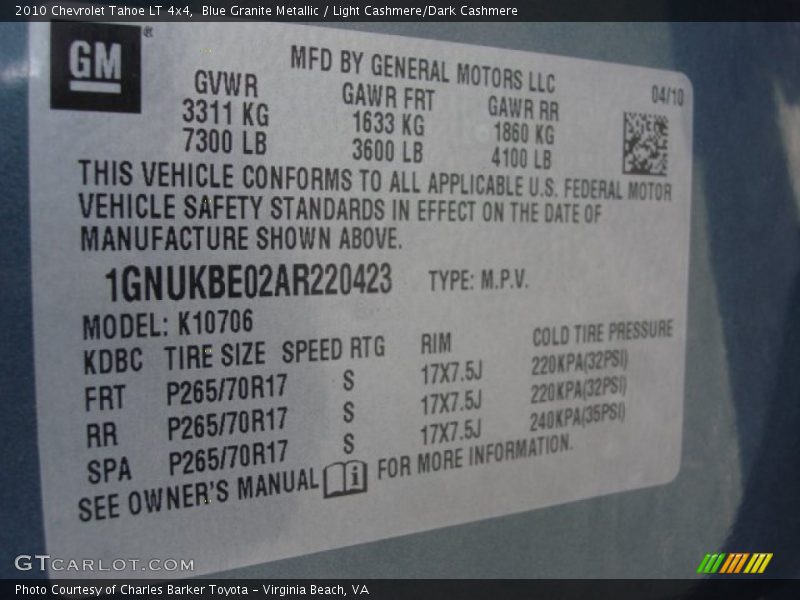 2010 Chevrolet Tahoe LT 4x4, Blue Granite Metallic / Light Cashmere/Dark Cashmere
GM ®
MFD BY GENERAL MOTORS LLC
GVWR GAWR FRT GAWR RR 04/10
3311 KG 1633 KG 1860 KG
7300 LB 3600 LB 4100 LB
THIS VEHICLE CONFORMS TO ALL APPLICABLE U.S. FEDERAL MOTOR
VEHICLE SAFETY STANDARDS IN EFFECT ON THE DATE OF
MANUFACTURE SHOWN ABOVE.
1GNUKBE02AR220423 TYPE: M.P.V.
MODEL: K10706
KDBC TIRE SIZE SPEED RTG RIM COLD TIRE PRESSURE
FRT P265/70R17 S 17X7.5J 220KPA(32PSI)
RR P265/70R17 S 17X7.5J 220KPA(32PSI)
SPA P265/70R17 S 17X7.5J 240KPA(35PSI)
SEE OWNER'S MANUAL i FOR MORE INFORMATION.
GTCARLOT.COM
Photo Courtesy of Charles Barker Toyota - Virginia Beach, VA